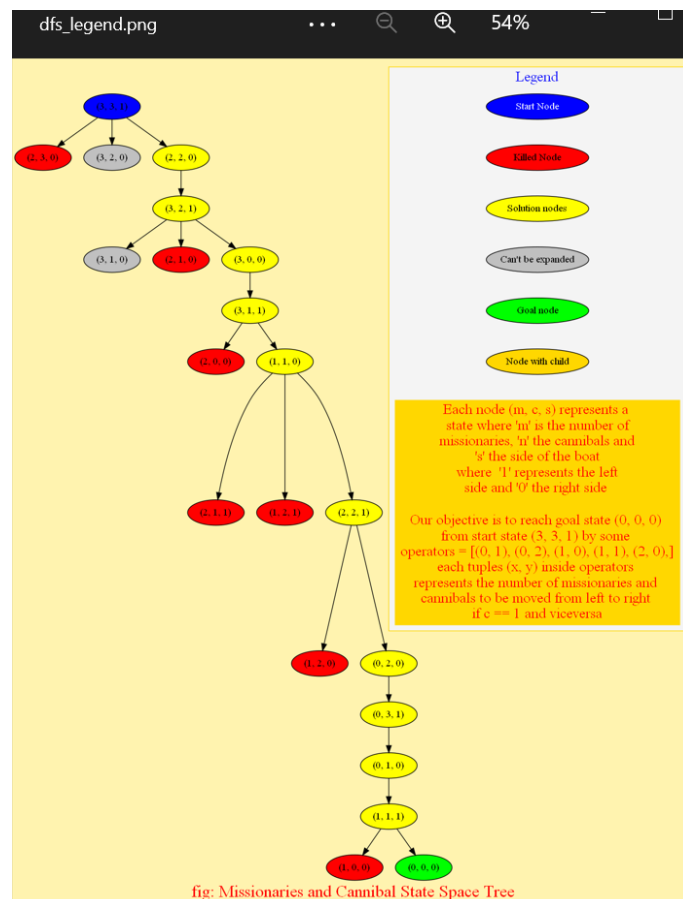 dfs_legend.png
54%
Legend
(3, 3, 1)
Start Node
(2, 3, 0) (3, 2, 0) (2, 2, 0)
Killed Node
(3, 2, 1)
Solution nodes
(3, 1, 0) (2, 1, 0) (3, 0, 0)
Can't be expanded
(3, 1, 1)
Goal node
(2, 0, 0) (1, 1, 0)
Node with child
Each node (m, c, s) represents a
state where 'm' is the number of
missionaries, 'n' the cannibals and
's' the side of the boat
where '1' represents the left
side and '0' the right side
Our objective is to reach goal state (0, 0, 0)
from start state (3, 3, 1) by some
operators = [(0, 1), (0, 2), (1, 0), (1, 1), (2, 0),]
each tuples (x, y) inside operators
represents the number of missionaries and
cannibals to be moved from left to right
if c == 1 and viceversa
(2, 1, 1) (1, 2, 1) (2, 2, 1)
(1, 2, 0) (0, 2, 0)
(0, 3, 1)
(0, 1, 0)
(1, 1, 1)
(1, 0, 0) (0, 0, 0)
fig: Missionaries and Cannibal State Space Tree